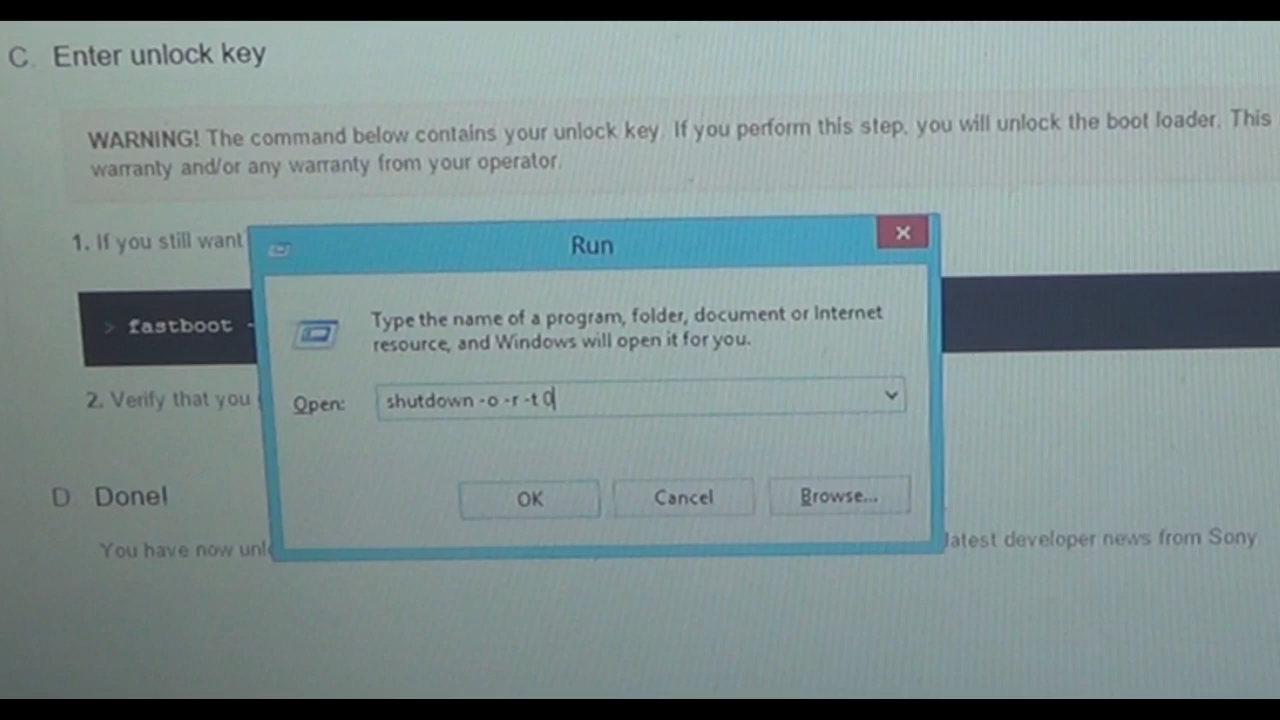 C. Enter unlock key
WARNING! The command below contains your unlock key. If you perform this step, you will unlock the boot loader. This
warranty and/or any warranty from your operator.
1. If you still want
> fastboot -
2. Verify that you
D. Done!
You have now unl
latest developer news from Sony
Run
Type the name of a program, folder, document or Internet
resource, and Windows will open it for you.
Open: shutdown -o -r -t 0
OK Cancel Browse...